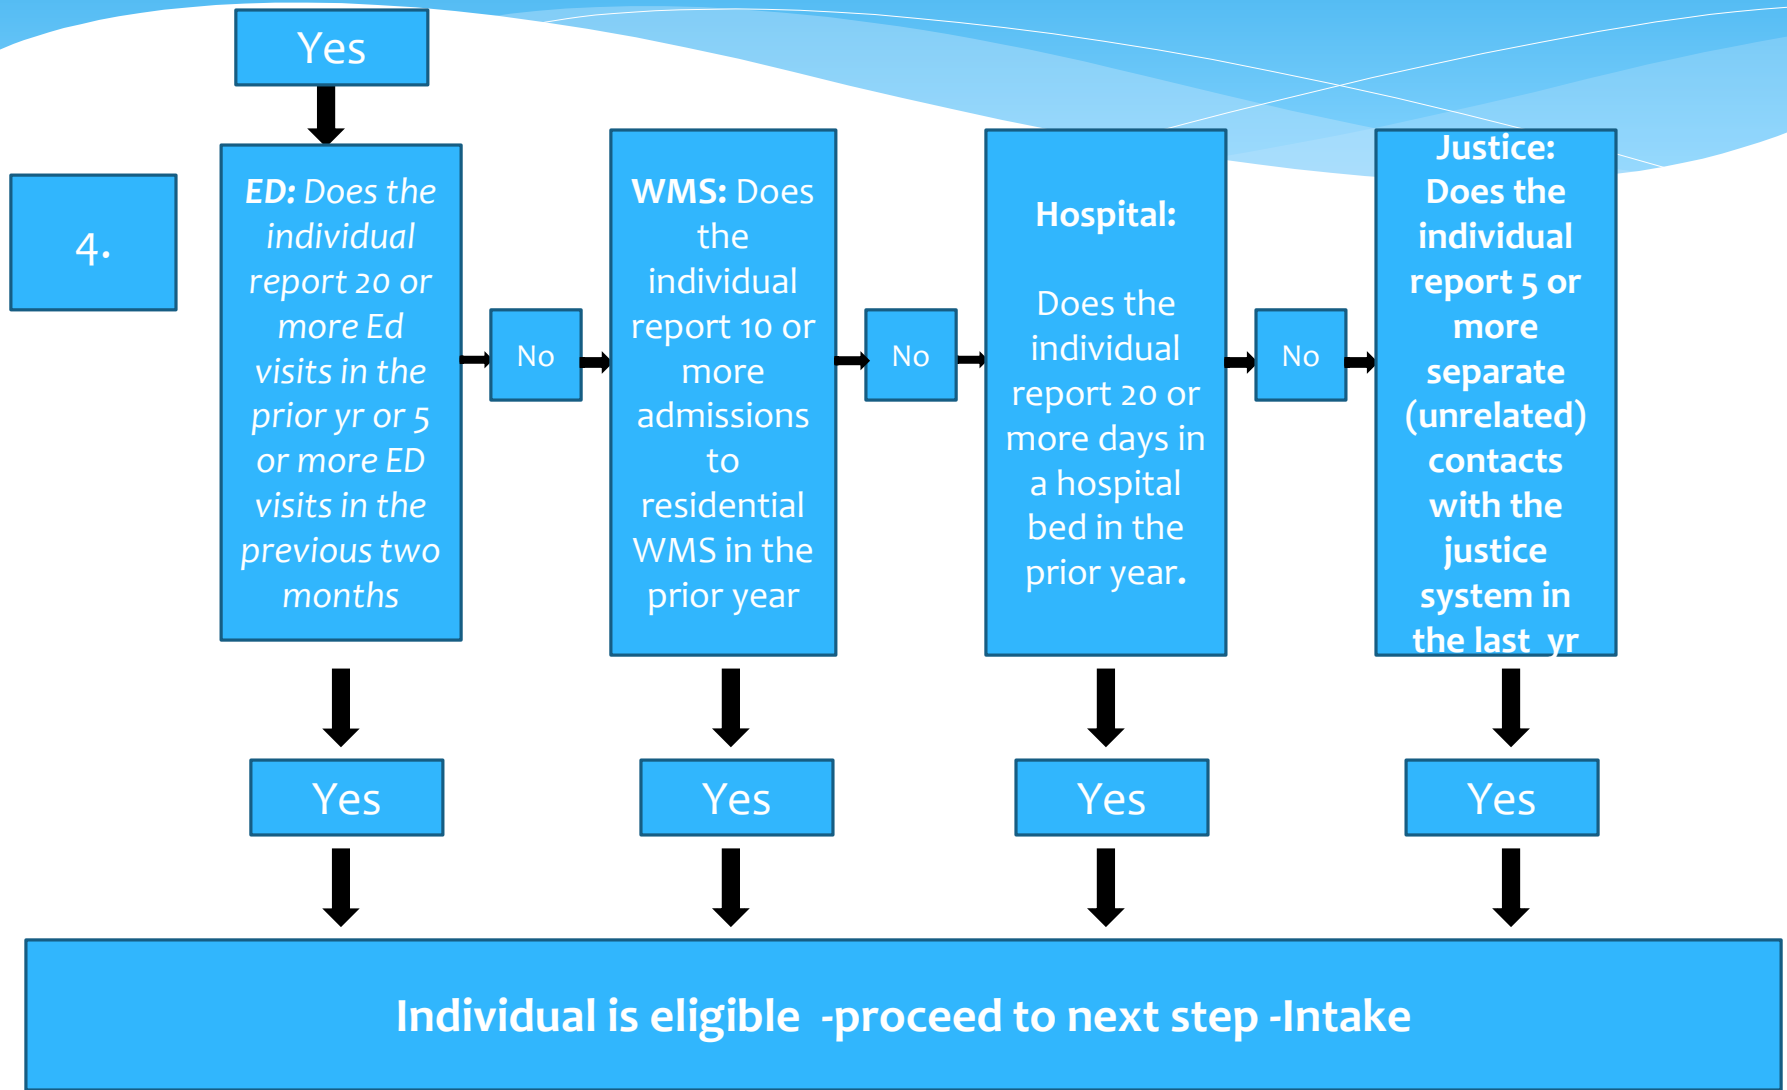 Yes
4.
ED: Does the
individual
report 20 or
more Ed
visits in the
prior yr or 5
or more ED
visits in the
previous two
months
No
WMS: Does
the
individual
report 10 or
more
admissions
to
residential
WMS in the
prior year
No
Hospital:
Does the
individual
report 20 or
more days in
a hospital
bed in the
prior year.
No
Justice:
Does the
individual
report 5 or
more
separate
(unrelated)
contacts
with the
justice
system in
the last yr
Yes
Yes
Yes
Yes
Individual is eligible -proceed to next step -Intake